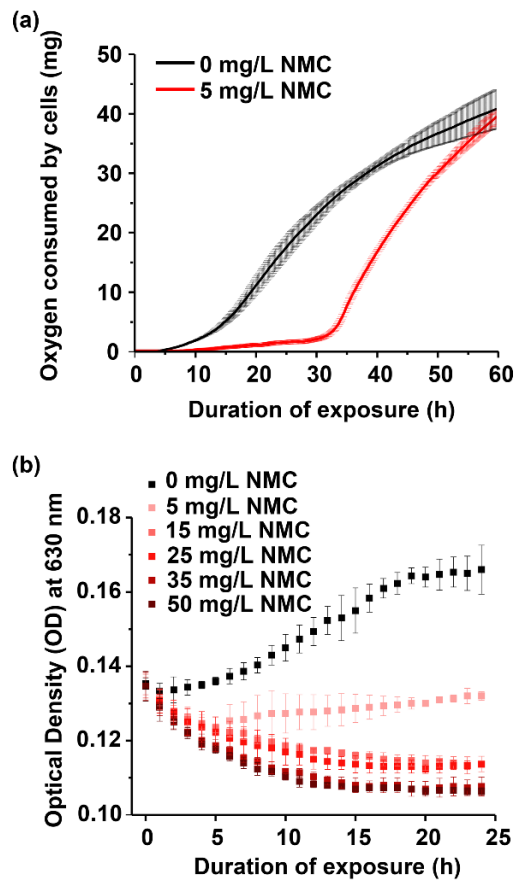 (a)
Oxygen consumed by cells (mg)
50
40
30
20
10
0
0 mg/L NMC
5 mg/L NMC
0 10 20 30 40 50 60
Duration of exposure (h)
(b)
Optical Density (OD) at 630 nm
0 mg/L NMC
5 mg/L NMC
15 mg/L NMC
25 mg/L NMC
35 mg/L NMC
50 mg/L NMC
0.18
0.16
0.14
0.12
0.10
0 5 10 15 20 25
Duration of exposure (h)